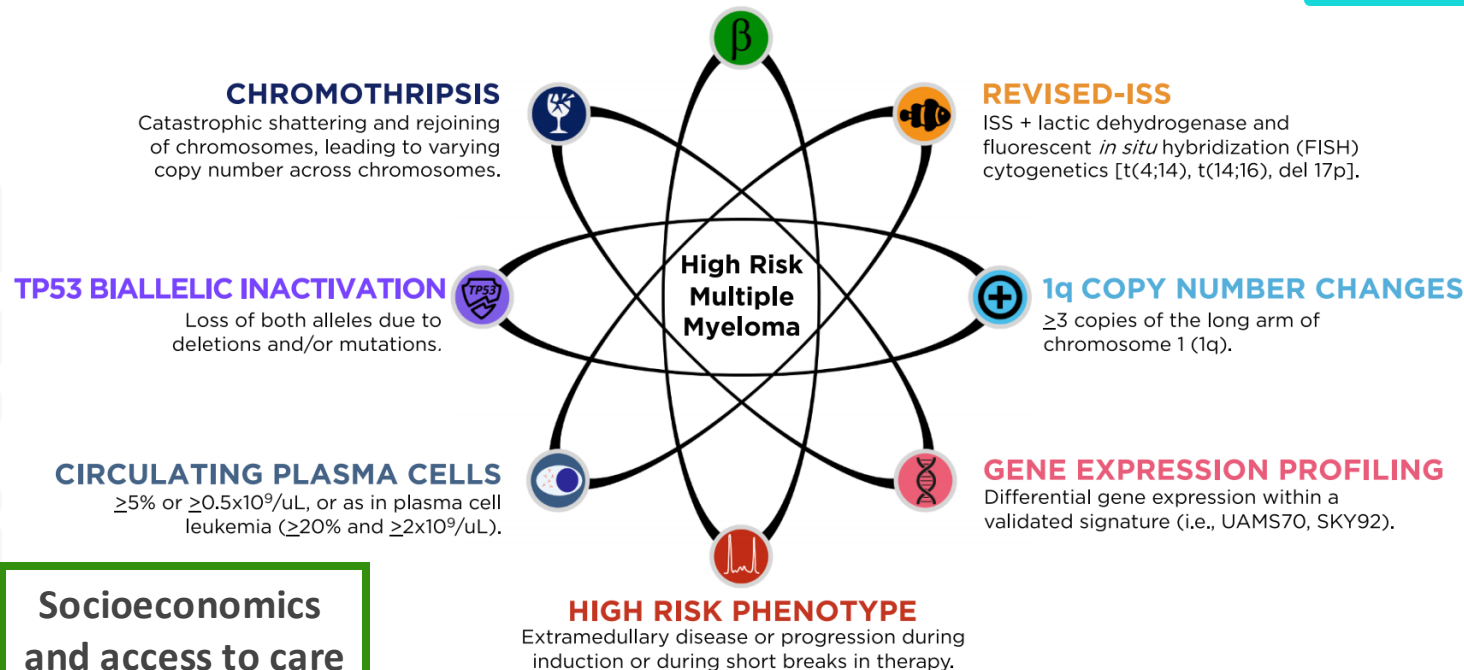 β
CHROMOTHRIPSIS
Catastrophic shattering and rejoining
of chromosomes, leading to varying
copy number across chromosomes.
REVISED-ISS
ISS + lactic dehydrogenase and
fluorescent in situ hybridization (FISH)
cytogenetics [t(4;14), t(14;16), del 17p].
TP53 BIALLELIC INACTIVATION
Loss of both alleles due to
deletions and/or mutations.
TP53
High Risk
Multiple
Myeloma
1q COPY NUMBER CHANGES
≥3 copies of the long arm of
chromosome 1 (1q).
CIRCULATING PLASMA CELLS
≥5% or ≥0.5x10⁹/uL, or as in plasma cell
leukemia (≥20% and ≥2x10⁹/uL).
GENE EXPRESSION PROFILING
Differential gene expression within a
validated signature (i.e., UAMS70, SKY92).
HIGH RISK PHENOTYPE
Extramedullary disease or progression during
induction or during short breaks in therapy.
Socioeconomics
and access to care